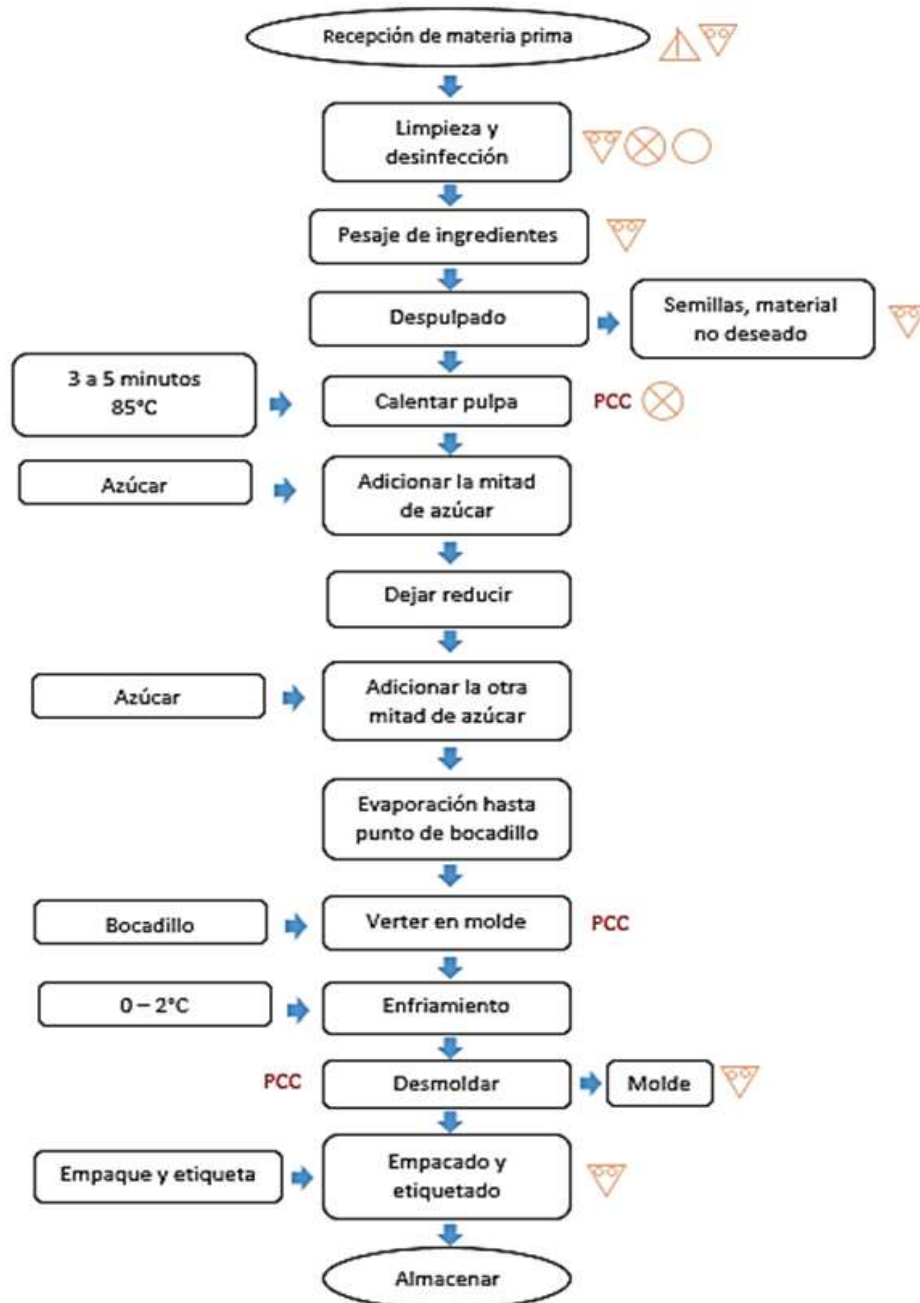 Recepción de materia prima
Limpieza y
desinfección
Pesaje de ingredientes
Despulpado
Semillas, material
no deseado
3 a 5 minutos
85°C
Calentar pulpa
PCC
Azúcar
Adicionar la mitad
de azúcar
Dejar reducir
Azúcar
Adicionar la otra
mitad de azúcar
Evaporación hasta
punto de bocadillo
Bocadillo
Verter en molde
PCC
0 – 2°C
Enfriamiento
PCC
Desmoldar
Molde
Empaque y etiqueta
Empacado y
etiquetado
Almacenar